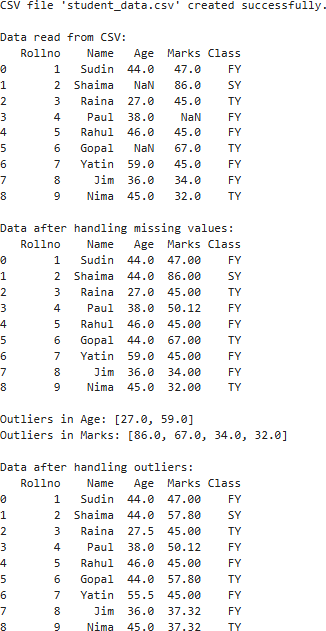 CSV file 'student_data.csv' created successfully.
Data read from CSV:
Rollno Name Age Marks Class
0 1 Sudin 44.0 47.0 FY
1 2 Shaima NaN 86.0 SY
2 3 Raina 27.0 45.0 TY
3 4 Paul 38.0 NaN FY
4 5 Rahul 46.0 45.0 FY
5 6 Gopal NaN 67.0 TY
6 7 Yatin 59.0 45.0 FY
7 8 Jim 36.0 34.0 FY
8 9 Nima 45.0 32.0 TY
Data after handling missing values:
Rollno Name Age Marks Class
0 1 Sudin 44.0 47.00 FY
1 2 Shaima 44.0 86.00 SY
2 3 Raina 27.0 45.00 TY
3 4 Paul 38.0 50.12 FY
4 5 Rahul 46.0 45.00 FY
5 6 Gopal 44.0 67.00 TY
6 7 Yatin 59.0 45.00 FY
7 8 Jim 36.0 34.00 FY
8 9 Nima 45.0 32.00 TY
Outliers in Age: [27.0, 59.0]
Outliers in Marks: [86.0, 67.0, 34.0, 32.0]
Data after handling outliers:
Rollno Name Age Marks Class
0 1 Sudin 44.0 47.00 FY
1 2 Shaima 44.0 57.80 SY
2 3 Raina 27.5 45.00 TY
3 4 Paul 38.0 50.12 FY
4 5 Rahul 46.0 45.00 FY
5 6 Gopal 44.0 57.80 TY
6 7 Yatin 55.5 45.00 FY
7 8 Jim 36.0 37.32 FY
8 9 Nima 45.0 37.32 TY